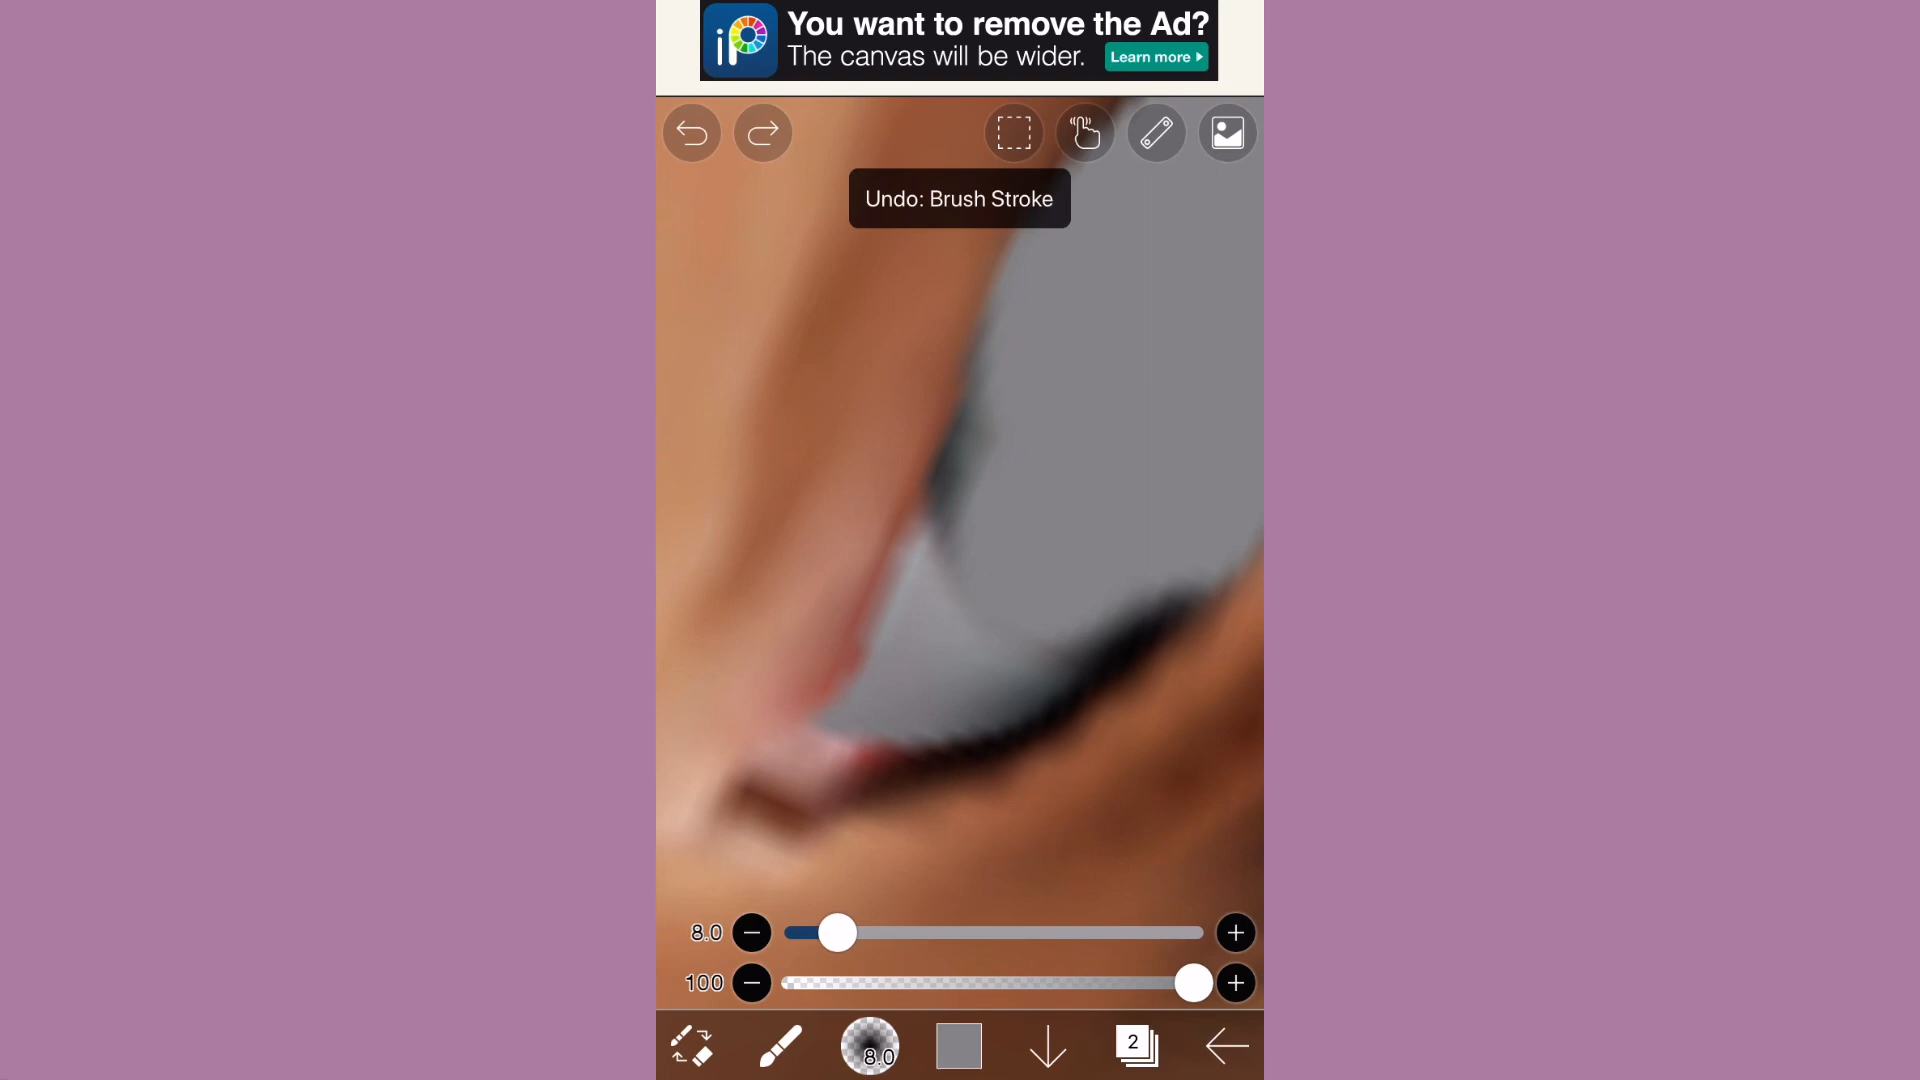 iP
You want to remove the Ad?
The canvas will be wider.
Learn more
Undo: Brush Stroke
8.0
100
8.0
2